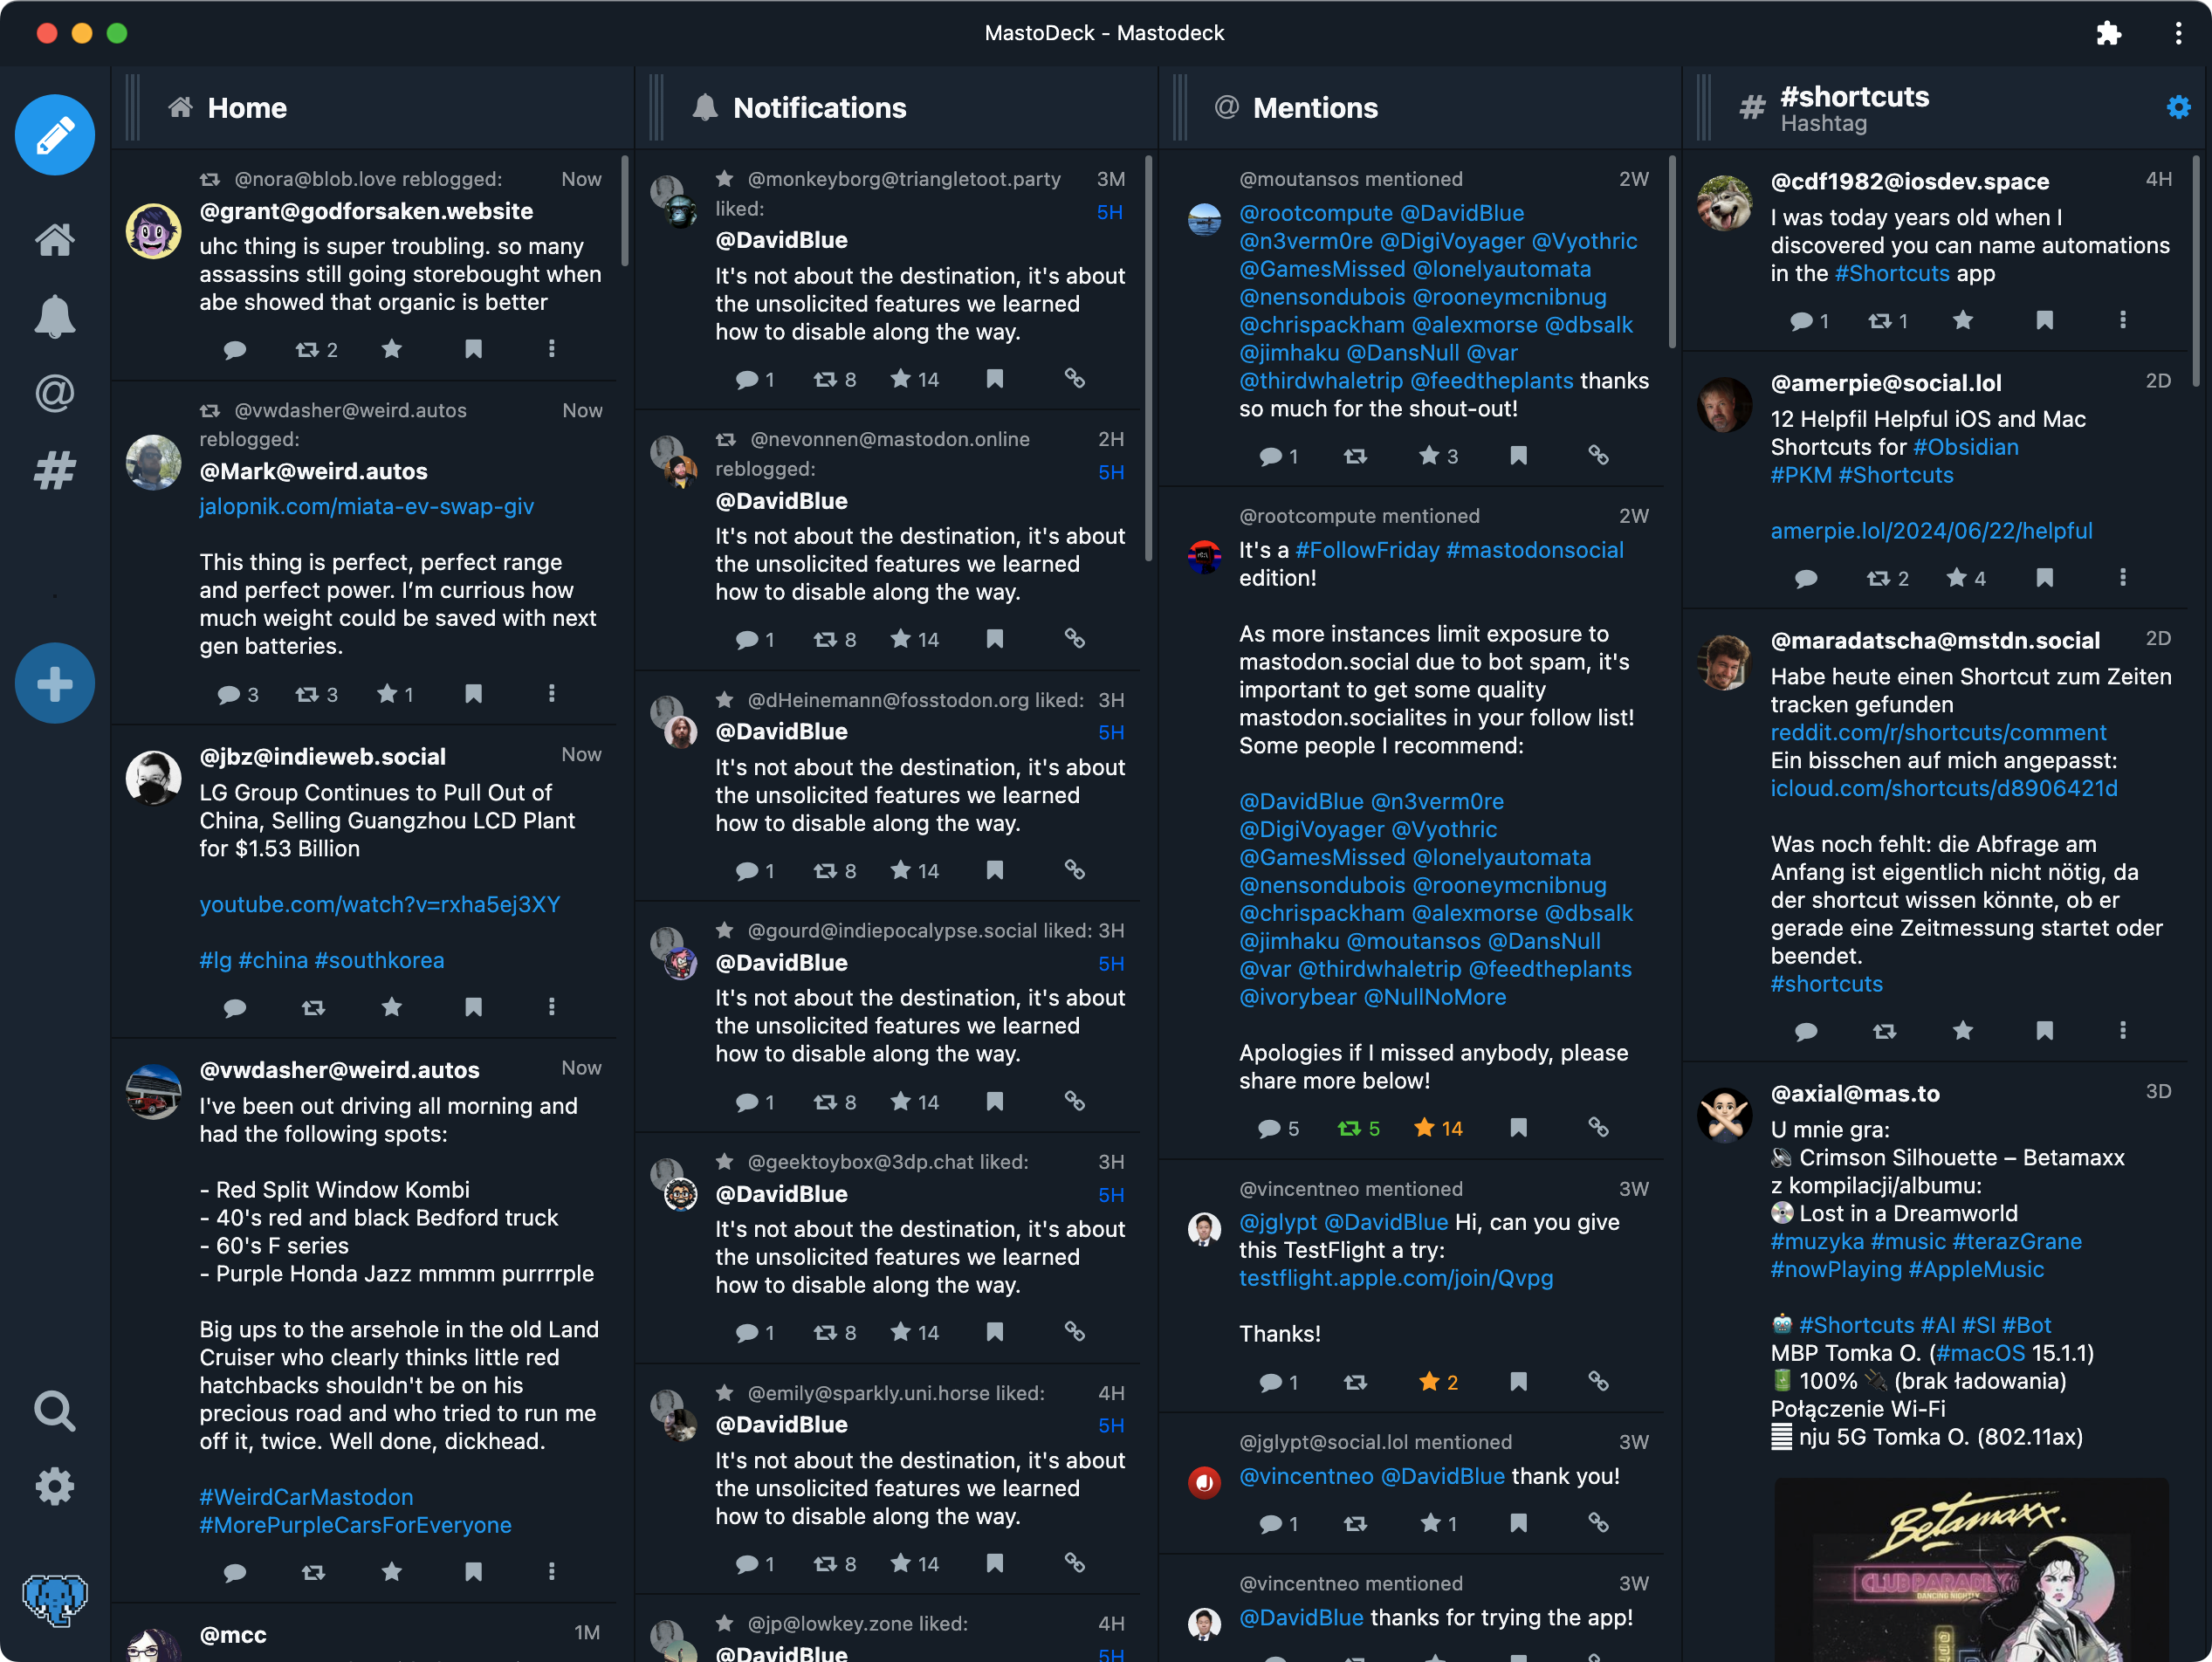 MastoDeck - Mastodeck
Home
@nora@blob.love reblogged:
Now
@grant@godforsaken.website
uhc thing is super troubling. so many
assassins still going storebought when
abe showed that organic is better
2
@vwdasher@weird.autos
Now
reblogged:
@Mark@weird.autos
jalopnik.com/miata-ev-swap-giv
This thing is perfect, perfect range
and perfect power. I’m currious how
much weight could be saved with next
gen batteries.
3 3 1
@jbz@indieweb.social
Now
LG Group Continues to Pull Out of
China, Selling Guangzhou LCD Plant
for $1.53 Billion
youtube.com/watch?v=rxha5ej3XY
#lg #china #southkorea
@vwdasher@weird.autos
Now
I've been out driving all morning and
had the following spots:
- Red Split Window Kombi
- 40's red and black Bedford truck
- 60's F series
- Purple Honda Jazz mmmm purrrrple
Big ups to the arsehole in the old Land
Cruiser who clearly thinks little red
hatchbacks shouldn't be on his
precious road and who tried to run me
off it, twice. Well done, dickhead.
#WeirdCarMastodon
#MorePurpleCarsForEveryone
@mcc
1M
Notifications
@monkeyborg@triangletoot.party
3M
liked:
5H
@DavidBlue
It's not about the destination, it's about
the unsolicited features we learned
how to disable along the way.
1 8 14
@nevonnen@mastodon.online
2H
reblogged:
5H
@DavidBlue
It's not about the destination, it's about
the unsolicited features we learned
how to disable along the way.
1 8 14
@dHeinemann@fosstodon.org liked:
3H
@DavidBlue
5H
It's not about the destination, it's about
the unsolicited features we learned
how to disable along the way.
1 8 14
@gourd@indiepocalypse.social liked:
3H
@DavidBlue
5H
It's not about the destination, it's about
the unsolicited features we learned
how to disable along the way.
1 8 14
@geektoybox@3dp.chat liked:
3H
@DavidBlue
5H
It's not about the destination, it's about
the unsolicited features we learned
how to disable along the way.
1 8 14
@emily@sparkly.uni.horse liked:
4H
@DavidBlue
5H
It's not about the destination, it's about
the unsolicited features we learned
how to disable along the way.
1 8 14
@jp@lowkey.zone liked:
4H
@DavidBlue
5H
Mentions
@moutansos mentioned
2W
@rootcompute @DavidBlue
@n3verm0re @DigiVoyager @Vyothric
@GamesMissed @lonelyautomata
@nensondubois @rooneymcnibnug
@chrispackham @alexmorse @dbsalk
@jimhaku @DansNull @var
@thirdwhaletrip @feedtheplants thanks
so much for the shout-out!
1 3
@rootcompute mentioned
2W
It's a #FollowFriday #mastodonsocial
edition!
As more instances limit exposure to
mastodon.social due to bot spam, it's
important to get some quality
mastodon.socialites in your follow list!
Some people I recommend:
@DavidBlue @n3verm0re
@DigiVoyager @Vyothric
@GamesMissed @lonelyautomata
@nensondubois @rooneymcnibnug
@chrispackham @alexmorse @dbsalk
@jimhaku @moutansos @DansNull
@var @thirdwhaletrip @feedtheplants
@ivorybear @NullNoMore
Apologies if I missed anybody, please
share more below!
5 5 14
@vincentneo mentioned
3W
@jglypt @DavidBlue Hi, can you give
this TestFlight a try:
testflight.apple.com/join/Qvpg
Thanks!
1 2
@jglypt@social.lol mentioned
3W
@vincentneo @DavidBlue thank you!
1 1
@vincentneo mentioned
3W
@DavidBlue thanks for trying the app!
#shortcuts
Hashtag
@cdf1982@iosdev.space
4H
I was today years old when I
discovered you can name automations
in the #Shortcuts app
1 1
@amerpie@social.lol
2D
12 Helpfil Helpful iOS and Mac
Shortcuts for #Obsidian
#PKM #Shortcuts
amerpie.lol/2024/06/22/helpful
2 4
@maradatscha@mstdn.social
2D
Habe heute einen Shortcut zum Zeiten
tracken gefunden
reddit.com/r/shortcuts/comment
Ein bisschen auf mich angepasst:
icloud.com/shortcuts/d8906421d
Was noch fehlt: die Abfrage am
Anfang ist eigentlich nicht nötig, da
der shortcut wissen könnte, ob er
gerade eine Zeitmessung startet oder
beendet.
#shortcuts
@axial@mas.to
3D
U mnie gra:
🔊 Crimson Silhouette – Betamaxx
z kompilacji/albumu:
💿 Lost in a Dreamworld
#muzyka #music #terazGrane
#nowPlaying #AppleMusic
🤖 #Shortcuts #AI #SI #Bot
MBP Tomka O. (#macOS 15.1.1)
🔋 100% 🔌 (brak ładowania)
Połączenie Wi-Fi
nju 5G Tomka O. (802.11ax)
Betamaxx.
CLUB PARADISE
DANCING NIGHTLY